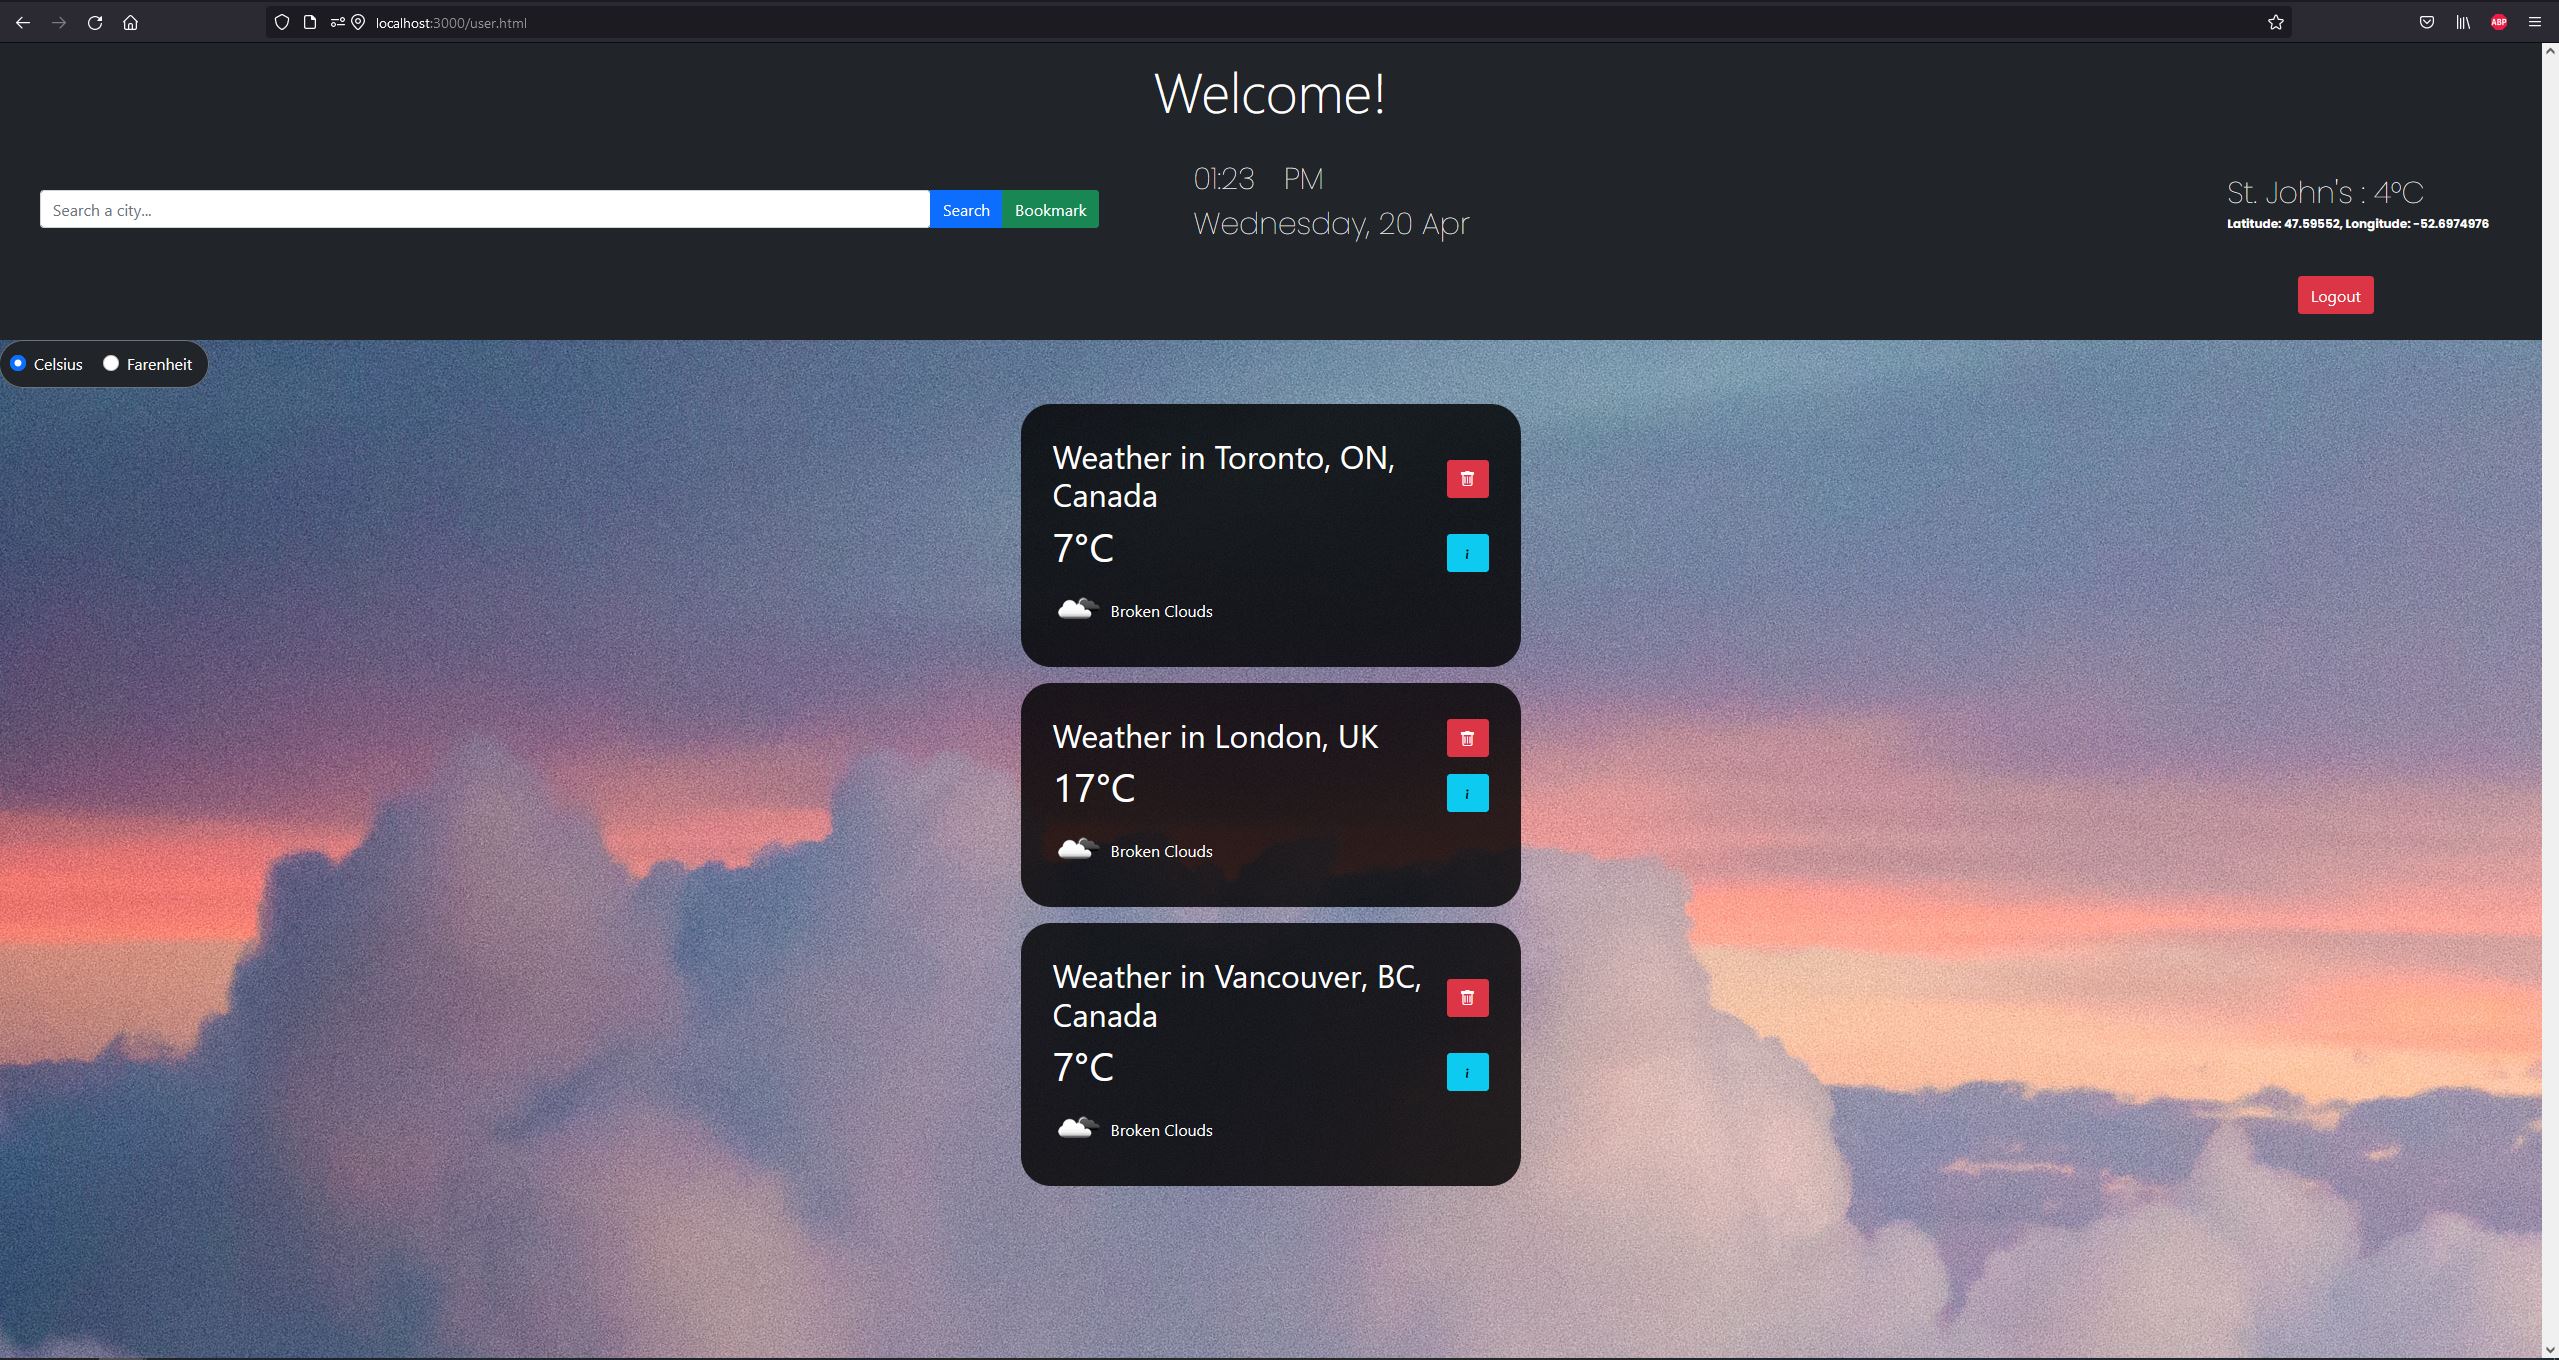 localhost:3000/user.html
ABP
Welcome!
Search a city...
Search
Bookmark
01:23 PM
Wednesday, 20 Apr
St. John's : 4ºC
Latitude: 47.59552, Longitude: -52.6974976
Logout
Celsius
Farenheit
Weather in Toronto, ON,
Canada
7°C
i
Broken Clouds
Weather in London, UK
17°C
i
Broken Clouds
Weather in Vancouver, BC,
Canada
7°C
i
Broken Clouds